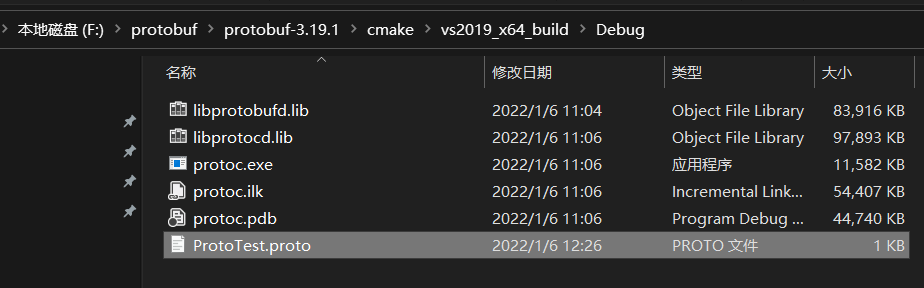 本地磁盘 (F:) > protobuf > protobuf-3.19.1 > cmake > vs2019_x64_build > Debug
名称 修改日期 类型 大小
libprotobufd.lib 2022/1/6 11:04 Object File Library 83,916 KB
libprotocd.lib 2022/1/6 11:06 Object File Library 97,893 KB
protoc.exe 2022/1/6 11:06 应用程序 11,582 KB
protoc.ilk 2022/1/6 11:06 Incremental Link... 54,407 KB
protoc.pdb 2022/1/6 11:06 Program Debug ... 44,740 KB
ProtoTest.proto 2022/1/6 12:26 PROTO 文件 1 KB